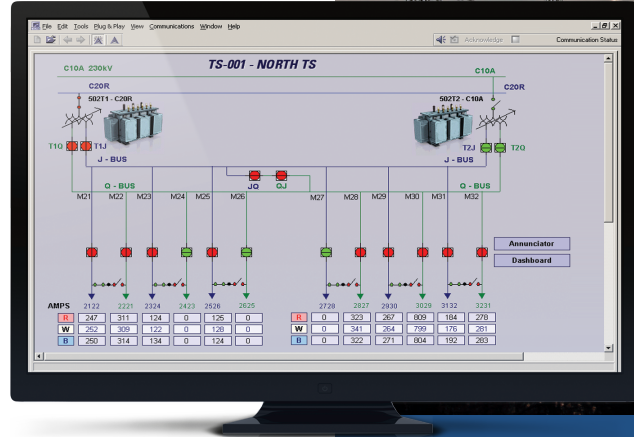 File Edit Tools Plug & Play View Communications Window Help
Acknowledge Communication Status
TS-001 - NORTH TS
C10A 230kV C10A
C20R C20R
502T1 - C20R 502T2 - C10A
T1Q T1J T2J T2Q
J - BUS J - BUS
JQ QJ
Q - BUS Q - BUS
M21 M22 M23 M24 M25 M26 M27 M28 M29 M30 M31 M32
Annunciator
Dashboard
AMPS 2122 2221 2324 2423 2526 2625 2728 2827 2930 3029 3132 3231
R 247 311 124 0 125 0 R 0 323 267 809 184 278
W 252 309 122 0 128 0 W 0 341 264 799 176 281
B 250 314 134 0 124 0 B 0 322 271 804 192 283